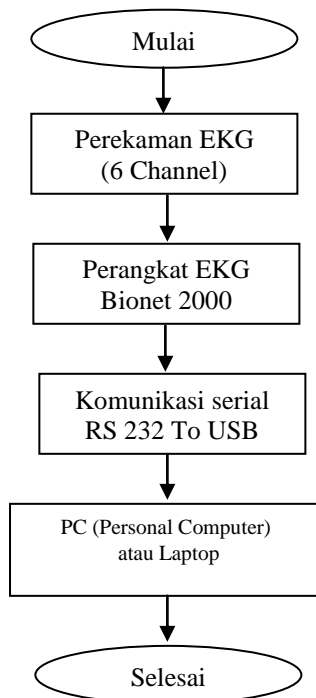 Mulai
Perekaman EKG
(6 Channel)
Perangkat EKG
Bionet 2000
Komunikasi serial
RS 232 To USB
PC (Personal Computer)
atau Laptop
Selesai